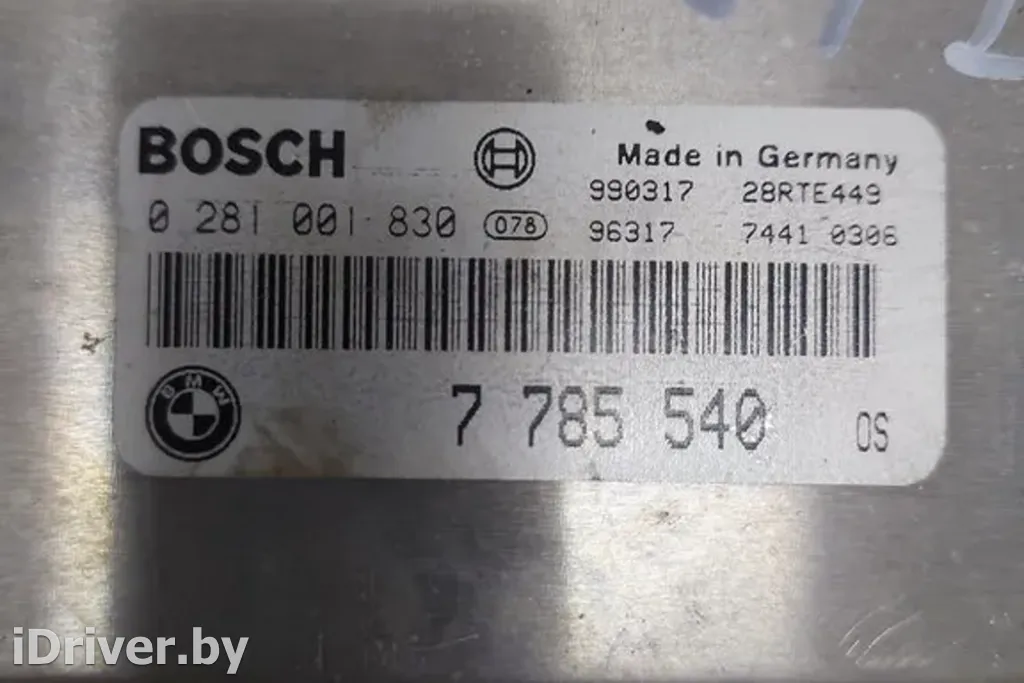 BOSCH
Made in Germany
990317 28RTE449
0 281 001 830 078 96317 7441 0306
BMW
7 785 540 OS
iDriver.by